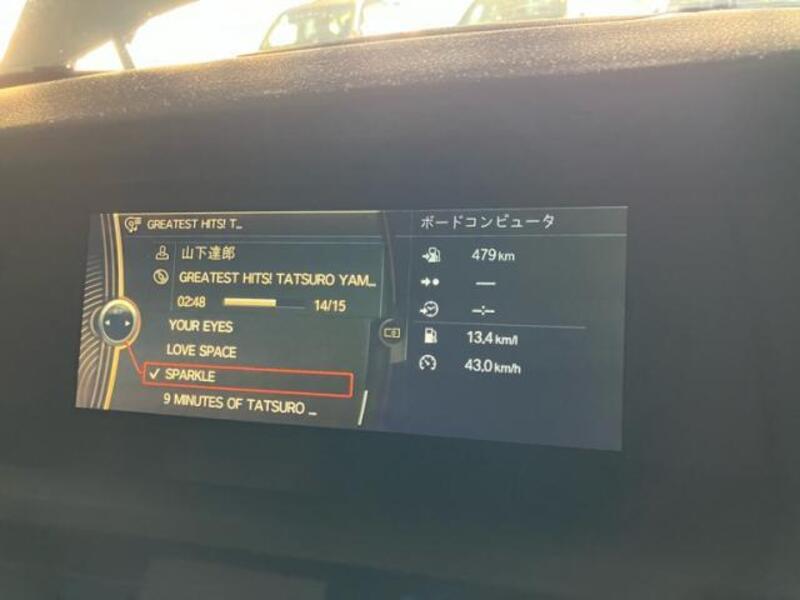 GREATEST HITS! T...
山下達郎
GREATEST HITS! TATSURO YAM...
02:48 14/15
YOUR EYES
LOVE SPACE
✓ SPARKLE
9 MINUTES OF TATSURO ...
ボードコンピュータ
479 km
---
--:--
13.4 km/l
43.0 km/h